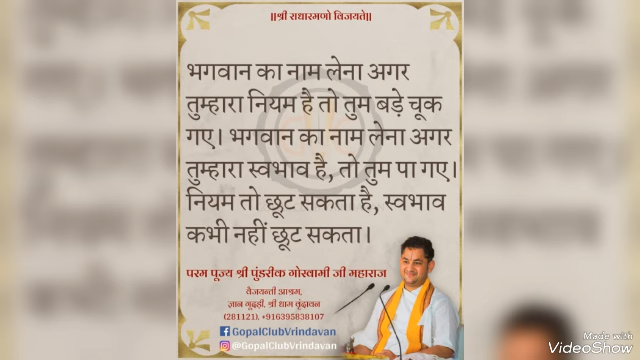 ||श्री राधारमणो विजयते||
भगवान का नाम लेना अगर
तुम्हारा नियम है तो तुम बड़े चूक
गए। भगवान का नाम लेना अगर
तुम्हारा स्वभाव है, तो तुम पा गए।
नियम तो छूट सकता है, स्वभाव
कभी नहीं छूट सकता।
परम पूज्य श्री पुंडरीक गोस्वामी जी महाराज
वैजयन्ती आश्रम,
ज्ञान गूदड़ी, श्री धाम वृंदावन
(281121), +916395838107
GopalClubVrindavan
@GopalClubVrindavan
Made with
VideoShow